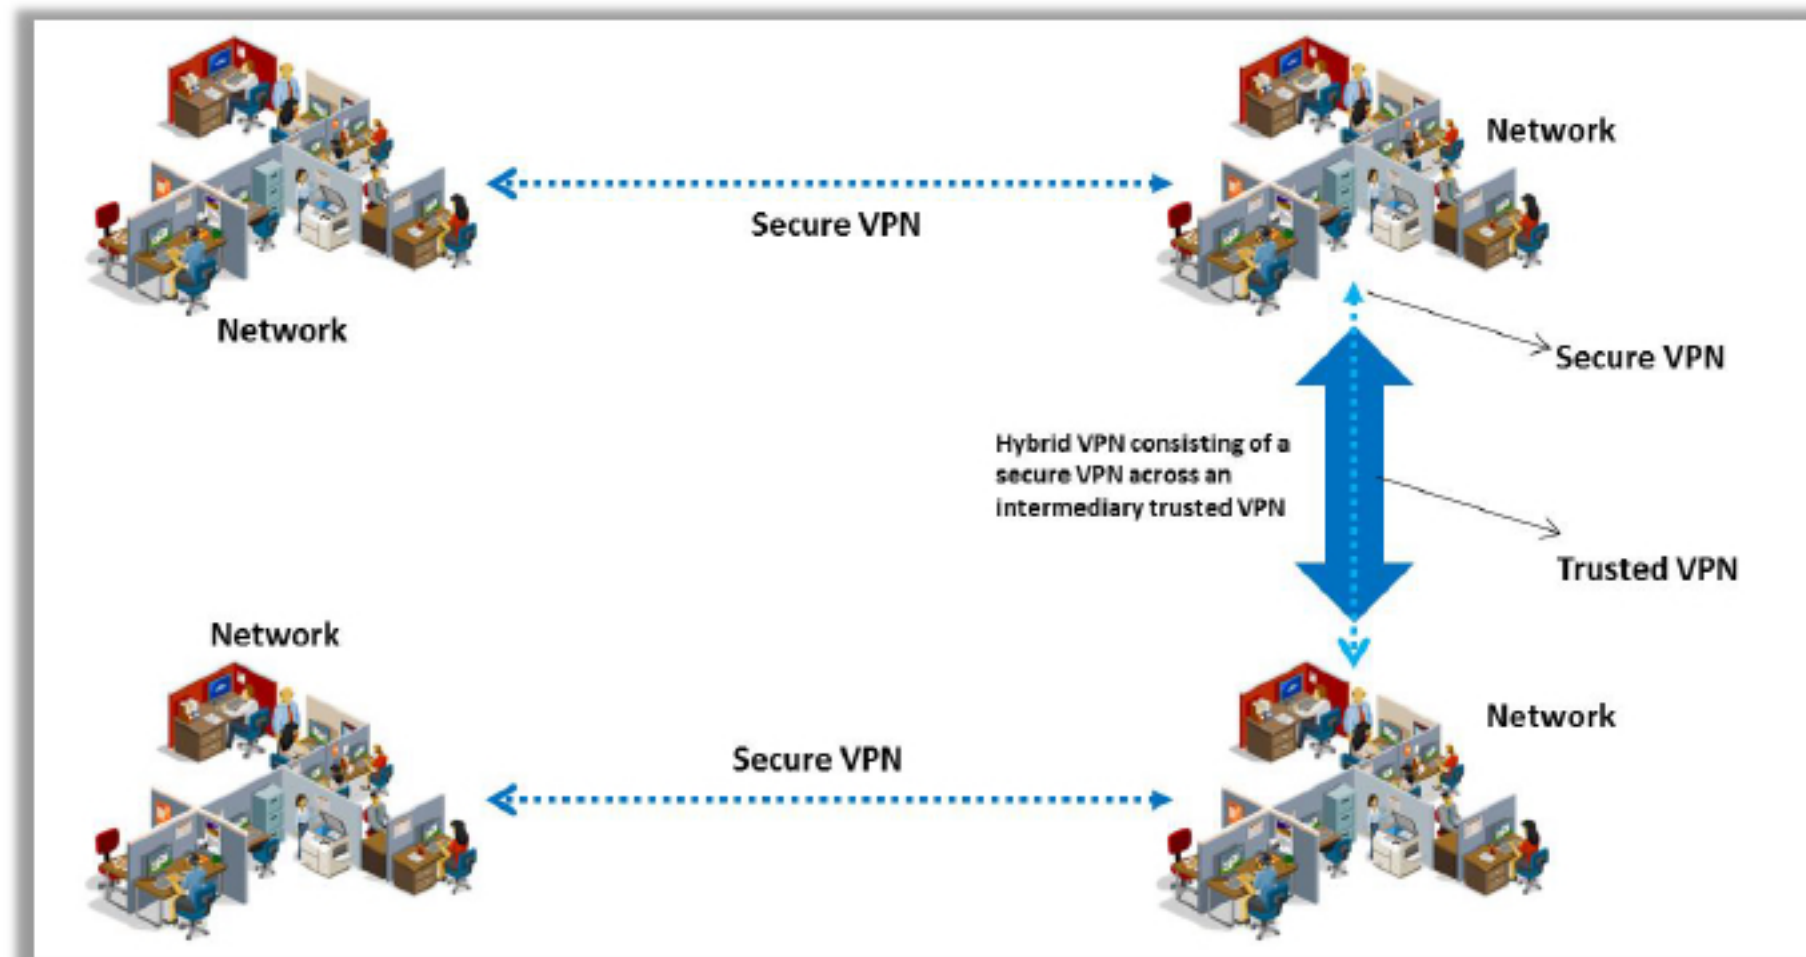 Network
Secure VPN
Network
Secure VPN
Hybrid VPN consisting of a
secure VPN across an
intermediary trusted VPN
Trusted VPN
Network
Network
Secure VPN